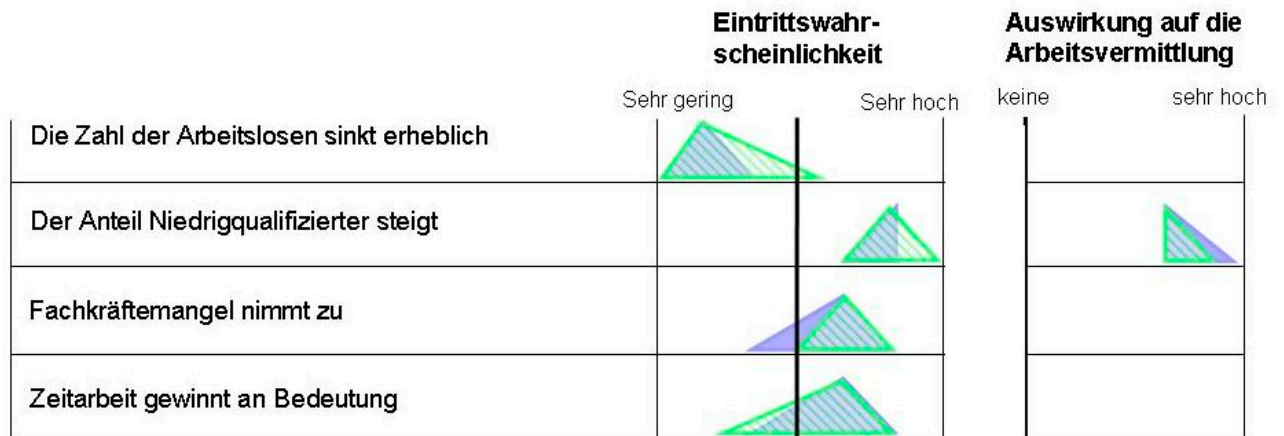 Eintrittswahr-
scheinlichkeit
Auswirkung auf die
Arbeitsvermittlung
Sehr gering
Sehr hoch
keine
sehr hoch
Die Zahl der Arbeitslosen sinkt erheblich
Der Anteil Niedrigqualifizierter steigt
Fachkräftemangel nimmt zu
Zeitarbeit gewinnt an Bedeutung